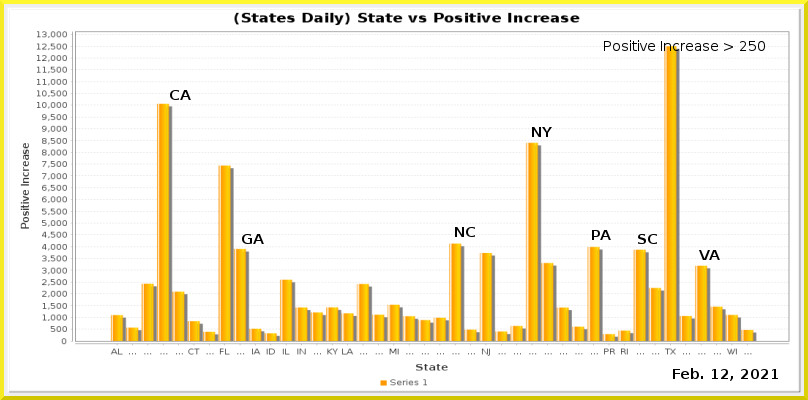 (States Daily) State vs Positive Increase
Positive Increase > 250
13,000
12,500
12,000
11,500
11,000
10,500
10,000
9,500
9,000
8,500
8,000
7,500
7,000
6,500
6,000
5,500
5,000
4,500
4,000
3,500
3,000
2,500
2,000
1,500
1,000
500
0
Positive Increase
CA
GA
NC
NY
PA
SC
VA
AL ... ... ... ... CT ... FL ... IA ID IL IN ... KY LA ... ... MI ... ... ... ... ... NJ ... ... ... ... ... ... ... PR RI ... ... TX ... ... ... WI ...
State
Series 1
Feb. 12, 2021